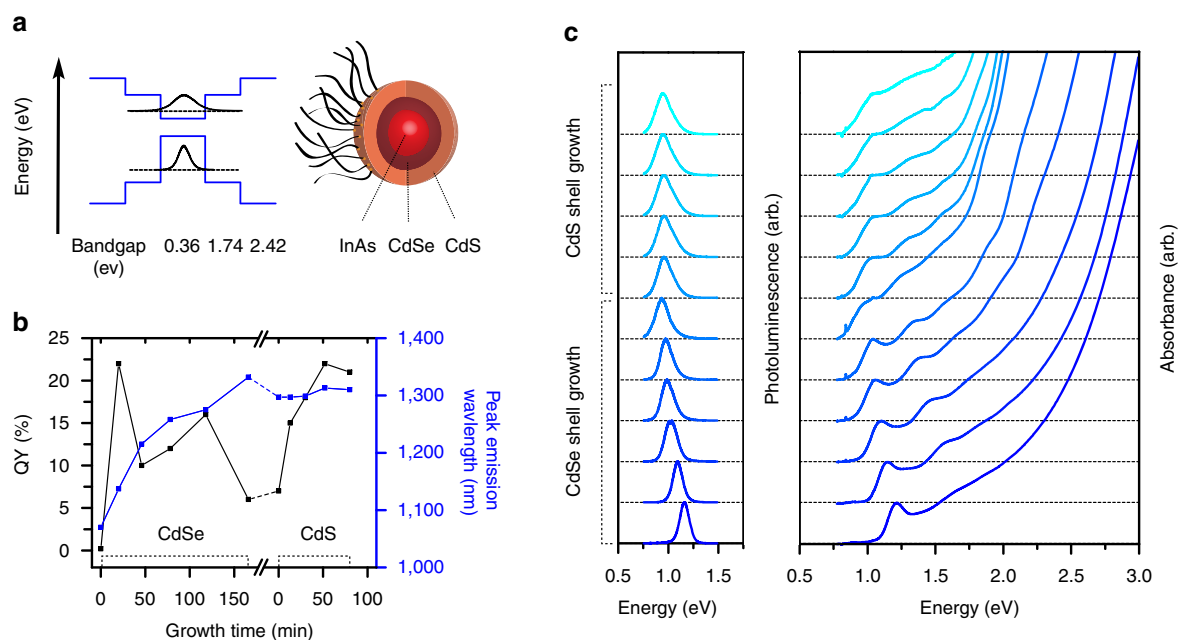 a
Energy (eV)
Bandgap
(ev)
0.36 1.74 2.42
InAs CdSe CdS
b
QY (%)
25
20
15
10
5
0
1,400
1,300
1,200
1,100
1,000
Peak emission
wavlength (nm)
CdSe
CdS
0 50 100 150 0 50 100
Growth time (min)
c
CdS shell growth
CdSe shell growth
Photoluminescence (arb.)
Absorbance (arb.)
0.5 1.0 1.5
Energy (eV)
0.5 1.0 1.5 2.0 2.5 3.0
Energy (eV)